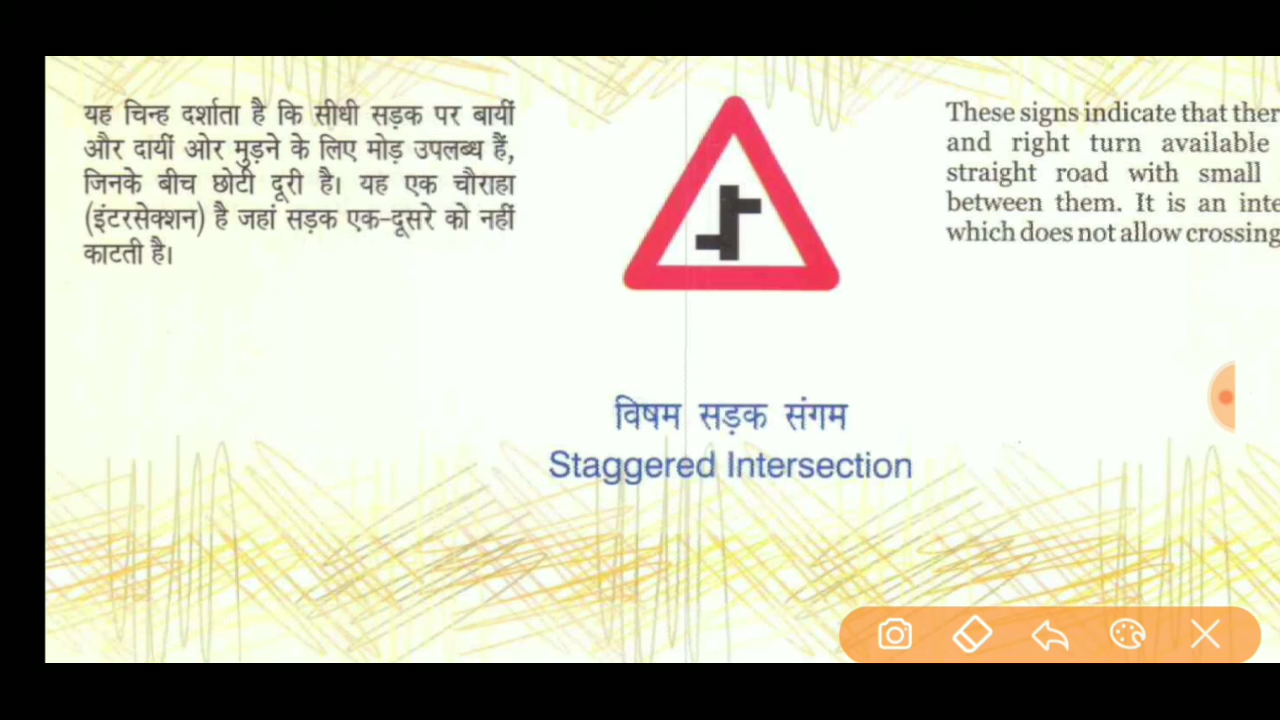 यह चिन्ह दर्शाता है कि सीधी सड़क पर बायीं
और दायीं ओर मुड़ने के लिए मोड़ उपलब्ध हैं,
जिनके बीच छोटी दूरी है। यह एक चौराहा
(इंटरसेक्शन) है जहां सड़क एक-दूसरे को नहीं
काटती है।
These signs indicate that
and right turn available
straight road with small
between them. It is an
which does not allow crossing
विषम सड़क संगम
Staggered Intersection